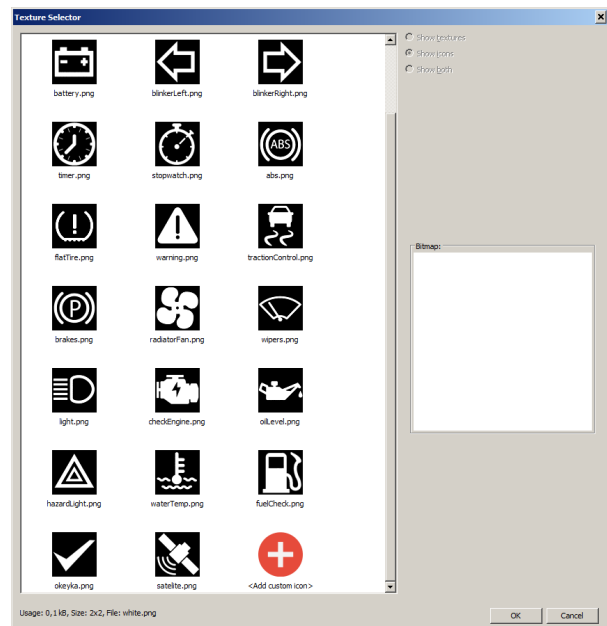 Texture Selector
Show textures
Show icons
Show both
battery.png
blinkerLeft.png
blinkerRight.png
timer.png
stopwatch.png
ABS
abs.png
flatTire.png
warning.png
tractionControl.png
Bitmap:
P
brakes.png
radiatorFan.png
wipers.png
light.png
checkEngine.png
oilLevel.png
hazardLight.png
waterTemp.png
fuelCheck.png
okeyka.png
satelite.png
<Add custom icon>
Usage: 0,1 kB, Size: 2x2, File: white.png
OK
Cancel